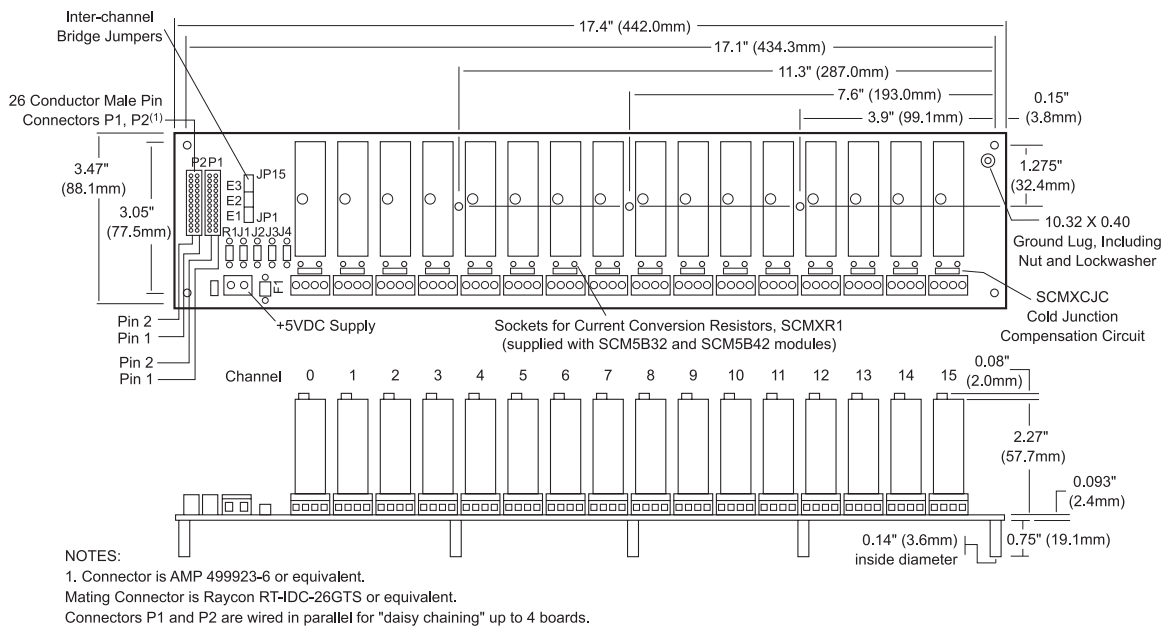 Inter-channel
Bridge Jumpers
17.4" (442.0mm)
17.1" (434.3mm)
11.3" (287.0mm)
7.6" (193.0mm)
3.9" (99.1mm)
0.15"
(3.8mm)
26 Conductor Male Pin
Connectors P1, P2(1)
3.47"
(88.1mm)
3.05"
(77.5mm)
P2 P1
JP15
E3
E2
E1
JP1
R1 J1 J2 J3 J4
F1
1.275"
(32.4mm)
10.32 X 0.40
Ground Lug, Including
Nut and Lockwasher
Pin 2
Pin 1
Pin 2
Pin 1
+5VDC Supply
Sockets for Current Conversion Resistors, SCMXR1
(supplied with SCM5B32 and SCM5B42 modules)
SCMXCJC
Cold Junction
Compensation Circuit
Channel 0 1 2 3 4 5 6 7 8 9 10 11 12 13 14 15
0.08"
(2.0mm)
2.27"
(57.7mm)
0.093"
(2.4mm)
0.14" (3.6mm)
inside diameter
0.75" (19.1mm)
NOTES:
1. Connector is AMP 499923-6 or equivalent.
Mating Connector is Raycon RT-IDC-26GTS or equivalent.
Connectors P1 and P2 are wired in parallel for "daisy chaining" up to 4 boards.